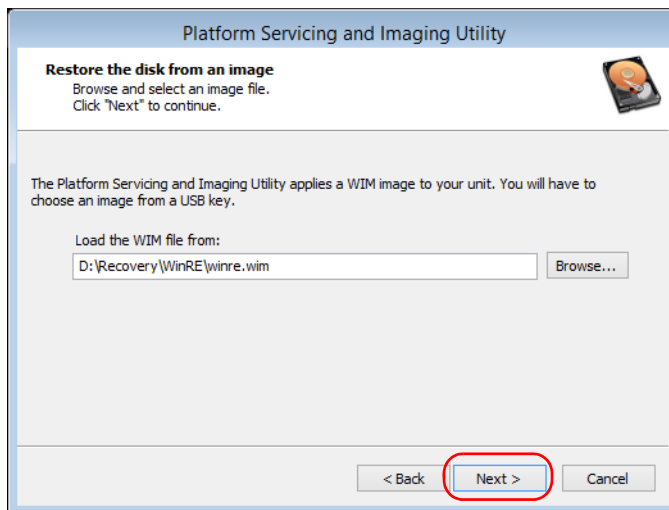 Platform Servicing and Imaging Utility
Restore the disk from an image
Browse and select an image file.
Click "Next" to continue.
The Platform Servicing and Imaging Utility applies a WIM image to your unit. You will have to
choose an image from a USB key.
Load the WIM file from:
D:\Recovery\WinRE\winre.wim
Browse...
< Back
Next >
Cancel